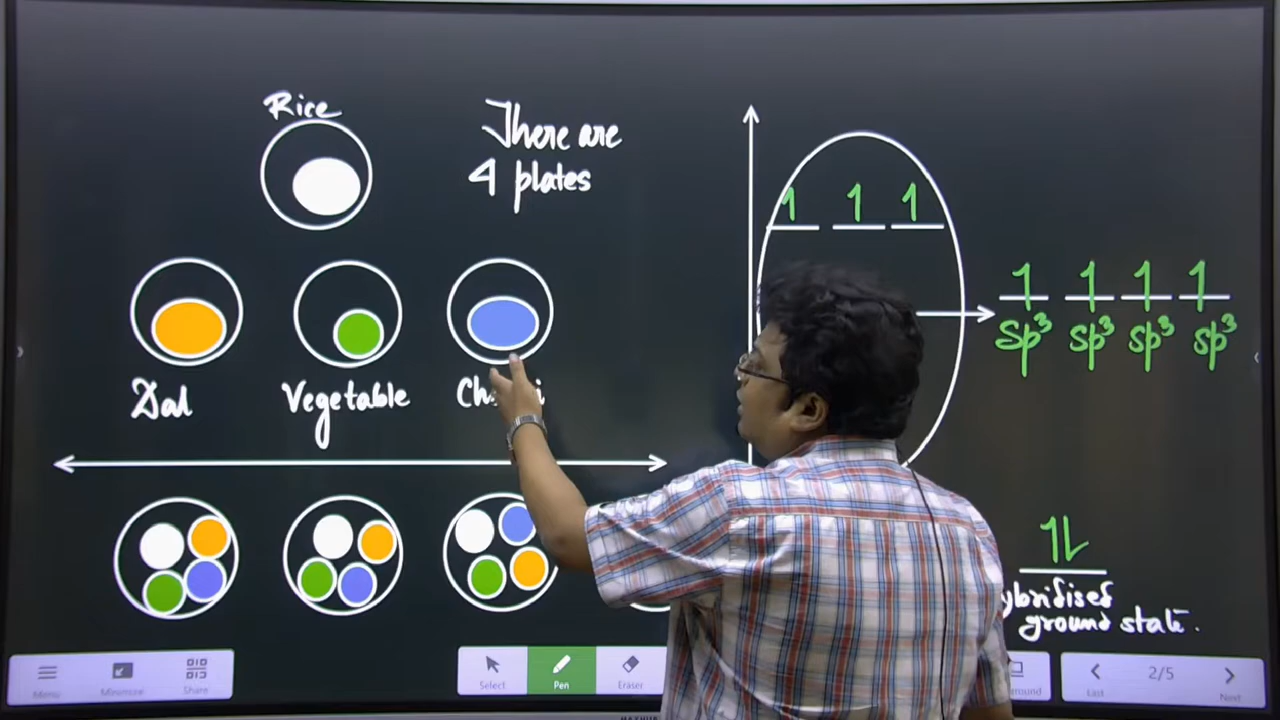 Rice
There are
4 plates
1 1 1
1 1 1 1
sp³ sp³ sp³ sp³
Dal Vegetable
1L
ground state.
Menu Minimize Share
Select Pen Eraser
Last 2/5 Next